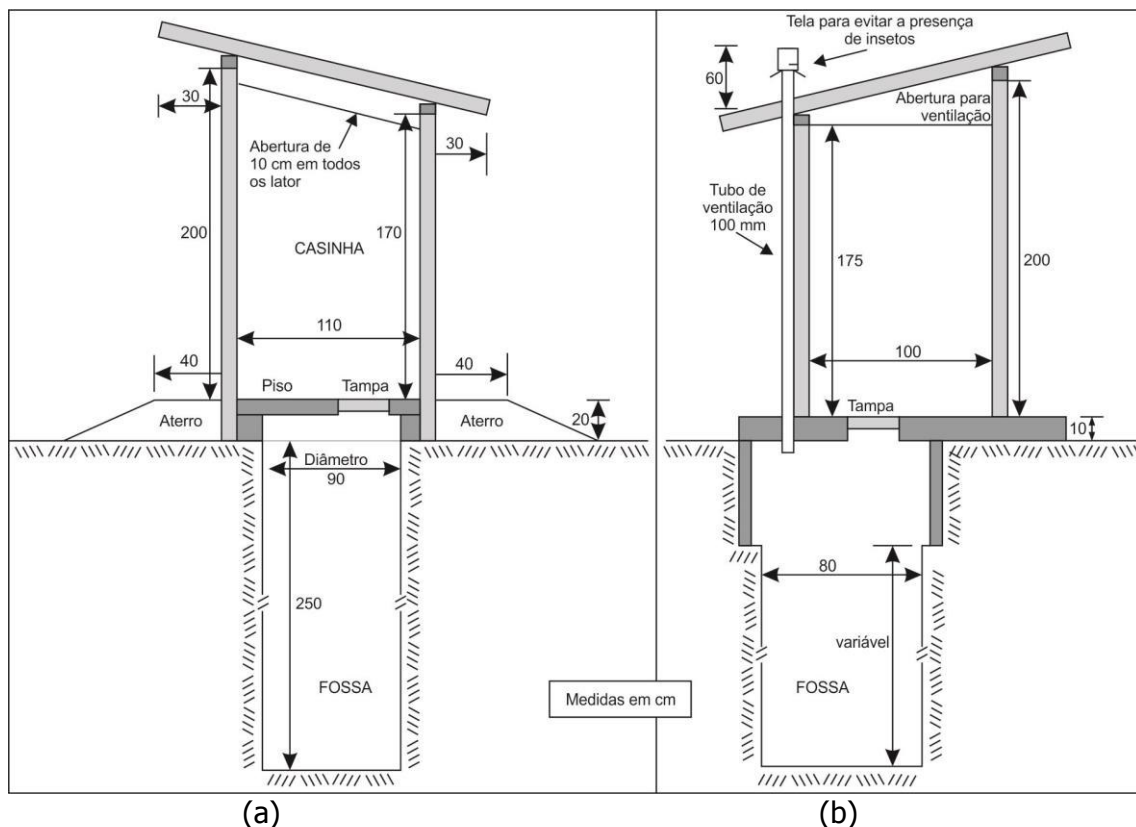 30
Abertura de
10 cm em todos
os lator
30
200
CASINHA
170
110
40
40
Piso
Tampa
Aterro
Aterro
20
Diâmetro
90
250
FOSSA
Tela para evitar a presença
de insetos
60
Abertura para
ventilação
Tubo de
ventilação
100 mm
175
200
100
Tampa
10
80
variável
FOSSA
Medidas em cm
(a)
(b)